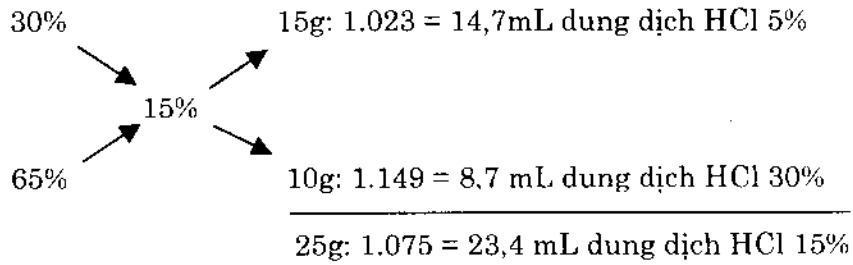 30% 15g: 1.023 = 14,7mL dung dịch HCl 5%
15%
65% 10g: 1.149 = 8,7 mL dung dịch HCl 30%
25g: 1.075 = 23,4 mL dung dịch HCl 15%